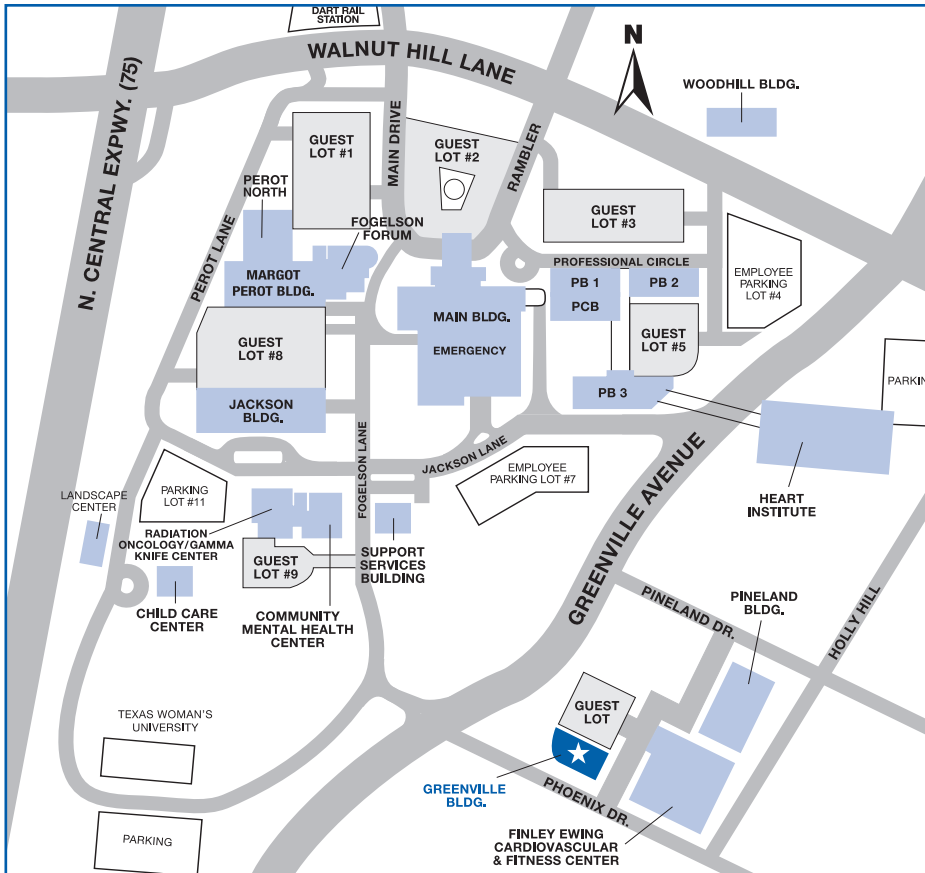 DART RAIL
STATION
WALNUT HILL LANE
N
WOODHILL BLDG.
N. CENTRAL EXPWY. (75)
MAIN DRIVE
RAMBLER
GUEST
LOT #1
GUEST
LOT #2
PEROT
NORTH
FOGELSON
FORUM
GUEST
LOT #3
PEROT LANE
PROFESSIONAL CIRCLE
EMPLOYEE
PARKING
LOT #4
MARGOT
PEROT BLDG.
PB 1
PCB
PB 2
MAIN BLDG.
EMERGENCY
GUEST
LOT #8
GUEST
LOT #5
JACKSON
BLDG.
PB 3
FOGELSON LANE
JACKSON LANE
EMPLOYEE
PARKING LOT #7
GREENVILLE AVENUE
HEART
INSTITUTE
PARKING
LOT #11
LANDSCAPE
CENTER
RADIATION
ONCOLOGY/GAMMA
KNIFE CENTER
GUEST
LOT #9
SUPPORT
SERVICES
BUILDING
CHILD CARE
CENTER
COMMUNITY
MENTAL HEALTH
CENTER
PINELAND DR.
PINELAND
BLDG.
HOLLY HILL
TEXAS WOMAN'S
UNIVERSITY
GUEST
LOT
GREENVILLE
BLDG.
PHOENIX DR.
PARKING
FINLEY EWING
CARDIOVASCULAR
& FITNESS CENTER